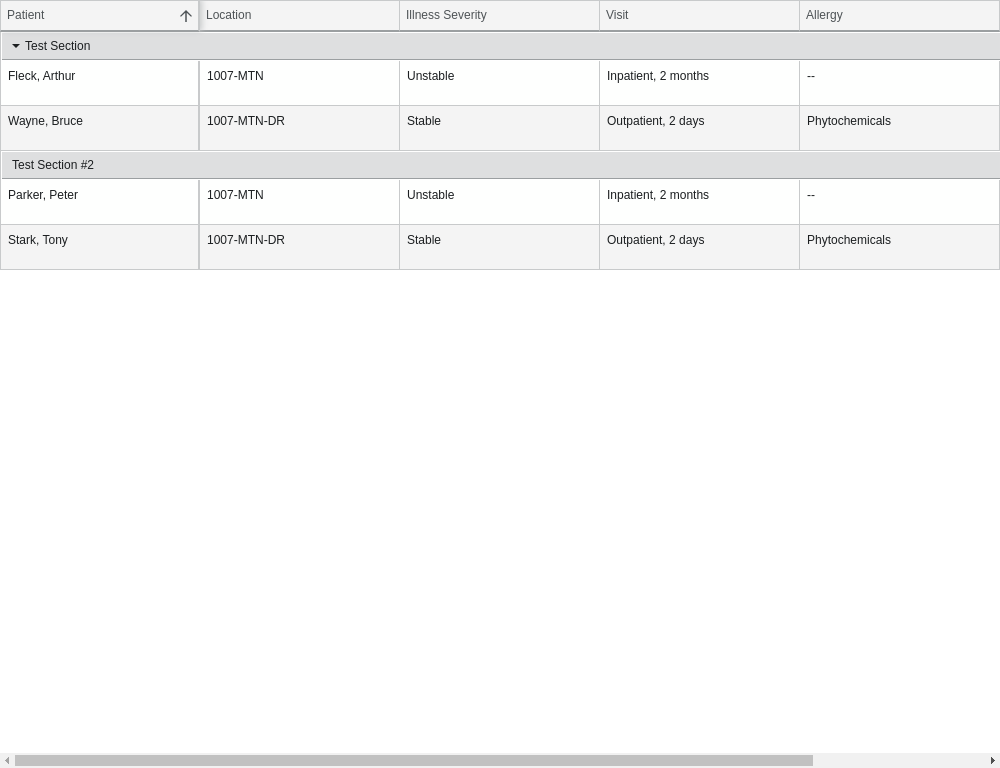 Patient Location Illness Severity Visit Allergy
Test Section
Fleck, Arthur 1007-MTN Unstable Inpatient, 2 months --
Wayne, Bruce 1007-MTN-DR Stable Outpatient, 2 days Phytochemicals
Test Section #2
Parker, Peter 1007-MTN Unstable Inpatient, 2 months --
Stark, Tony 1007-MTN-DR Stable Outpatient, 2 days Phytochemicals